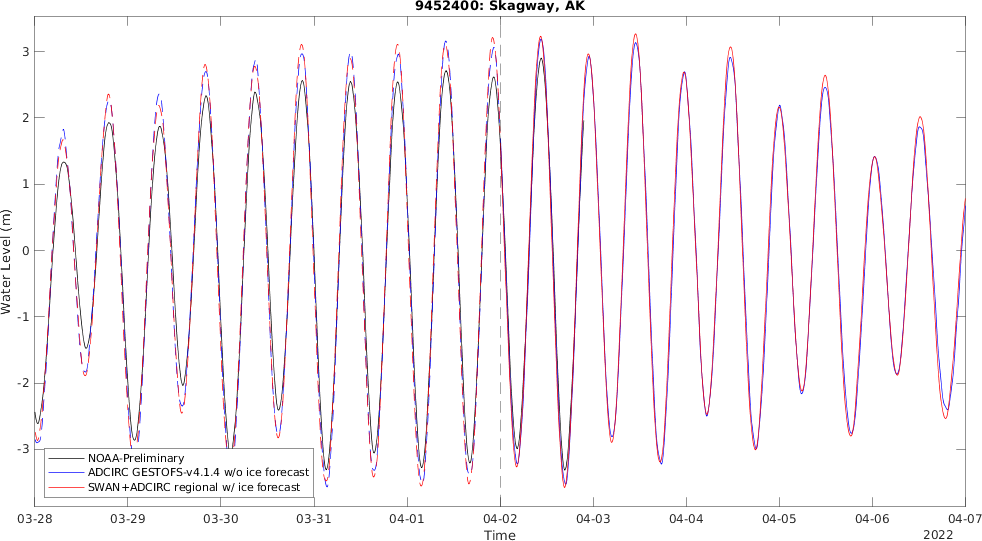 9452400: Skagway, AK
Water Level (m)
3
2
1
0
-1
-2
-3
NOAA-Preliminary
ADCIRC GESTOFS-v4.1.4 w/o ice forecast
SWAN+ADCIRC regional w/ ice forecast
03-28 03-29 03-30 03-31 04-01 04-02 04-03 04-04 04-05 04-06 04-07
Time
2022